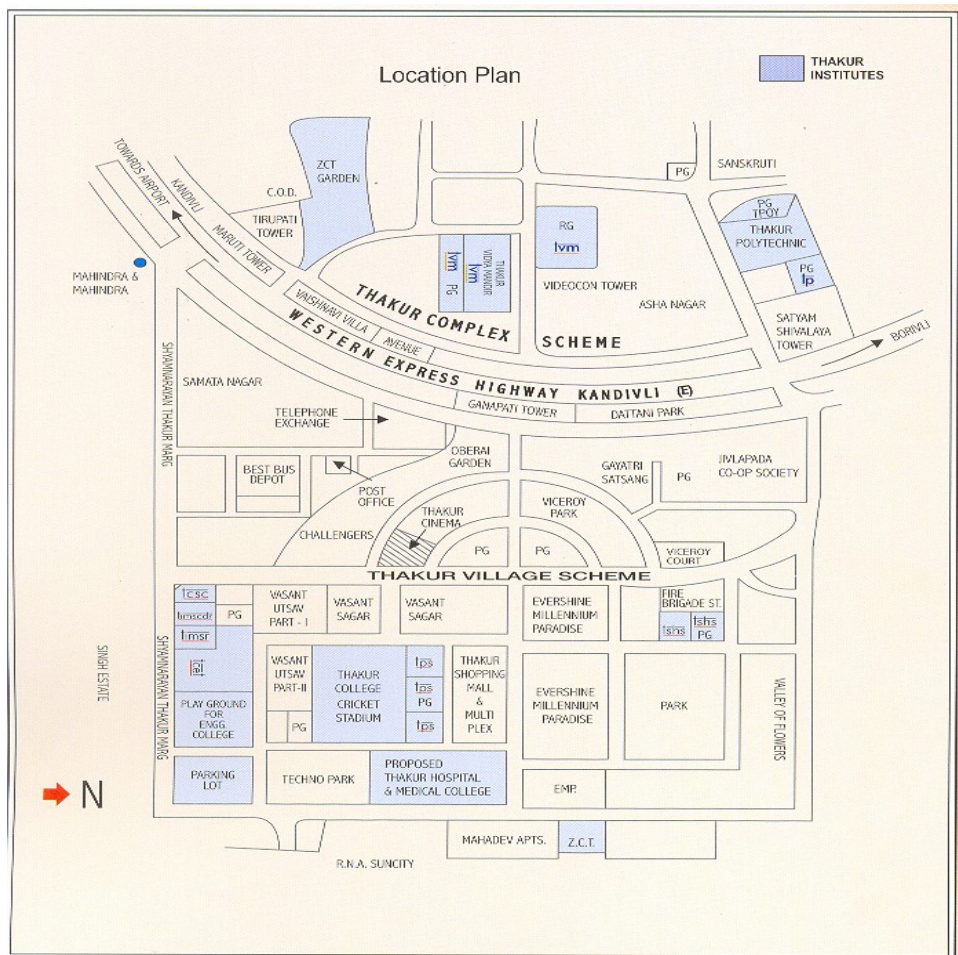 Location Plan
THAKUR
INSTITUTES
TOWARDS AIRPORT
KANDIVLI
C.O.D.
ZCT
GARDEN
TIRUPATI
TOWER
MARUTI TOWER
MAHINDRA &
MAHINDRA
VAISHNAVI VILLA
AVENUE
THAKUR COMPLEX
SCHEME
tvm
PG
THAKUR
VIDYA MANDIR
tvm
RG
tvm
VIDEOCON TOWER
ASHA NAGAR
PG
SANSKRUTI
PG
TPOY
THAKUR
POLYTECHNIC
PG
tp
SATYAM
SHIVALAYA
TOWER
BORIVLI
WESTERN EXPRESS HIGHWAY KANDIVLI (E)
GANAPATI TOWER
DATTANI PARK
SHYAMNARAYAN THAKUR MARG
SAMATA NAGAR
TELEPHONE
EXCHANGE
BEST BUS
DEPOT
POST
OFFICE
OBERAI
GARDEN
GAYATRI
SATSANG
PG
JIVLAPADA
CO-OP SOCIETY
CHALLENGERS
THAKUR
CINEMA
VICEROY
PARK
PG
PG
VICEROY
COURT
THAKUR VILLAGE SCHEME
tcsc
timscdr
PG
timsr
tcet
VASANT
UTSAV
PART - I
VASANT
SAGAR
VASANT
SAGAR
EVERSHINE
MILLENNIUM
PARADISE
FIRE
BRIGADE ST.
tshs
tshs
PG
SINGH ESTATE
SHYAMNARAYAN THAKUR MARG
PLAY GROUND
FOR
ENGG.
COLLEGE
VASANT
UTSAV
PART-II
PG
THAKUR
COLLEGE
CRICKET
STADIUM
tps
tps
PG
tps
THAKUR
SHOPPING
MALL
&
MULTI
PLEX
EVERSHINE
MILLENNIUM
PARADISE
PARK
VALLEY OF FLOWERS
N
PARKING
LOT
TECHNO PARK
PROPOSED
THAKUR HOSPITAL
& MEDICAL COLLEGE
EMP.
MAHADEV APTS.
Z.C.T.
R.N.A. SUNCITY